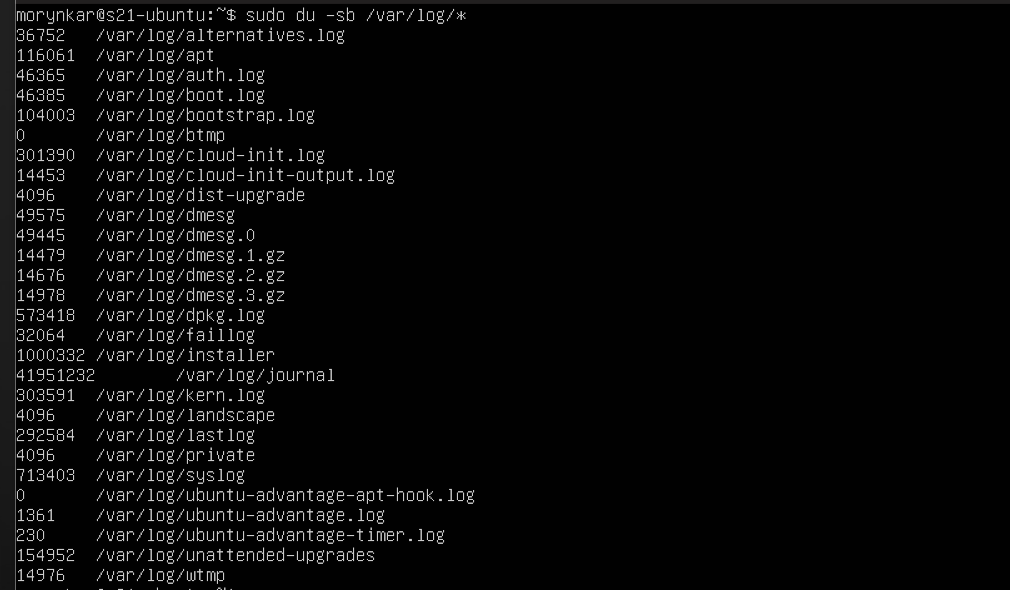 morynkar@s21-ubuntu:~$ sudo du -sb /var/log/*
36752 /var/log/alternatives.log
116061 /var/log/apt
46365 /var/log/auth.log
46385 /var/log/boot.log
104003 /var/log/bootstrap.log
0 /var/log/btmp
301390 /var/log/cloud-init.log
14453 /var/log/cloud-init-output.log
4096 /var/log/dist-upgrade
49575 /var/log/dmesg
49445 /var/log/dmesg.0
14479 /var/log/dmesg.1.gz
14676 /var/log/dmesg.2.gz
14978 /var/log/dmesg.3.gz
573418 /var/log/dpkg.log
32064 /var/log/faillog
1000332 /var/log/installer
41951232 /var/log/journal
303591 /var/log/kern.log
4096 /var/log/landscape
292584 /var/log/lastlog
4096 /var/log/private
713403 /var/log/syslog
0 /var/log/ubuntu-advantage-apt-hook.log
1361 /var/log/ubuntu-advantage.log
230 /var/log/ubuntu-advantage-timer.log
154952 /var/log/unattended-upgrades
14976 /var/log/wtmp